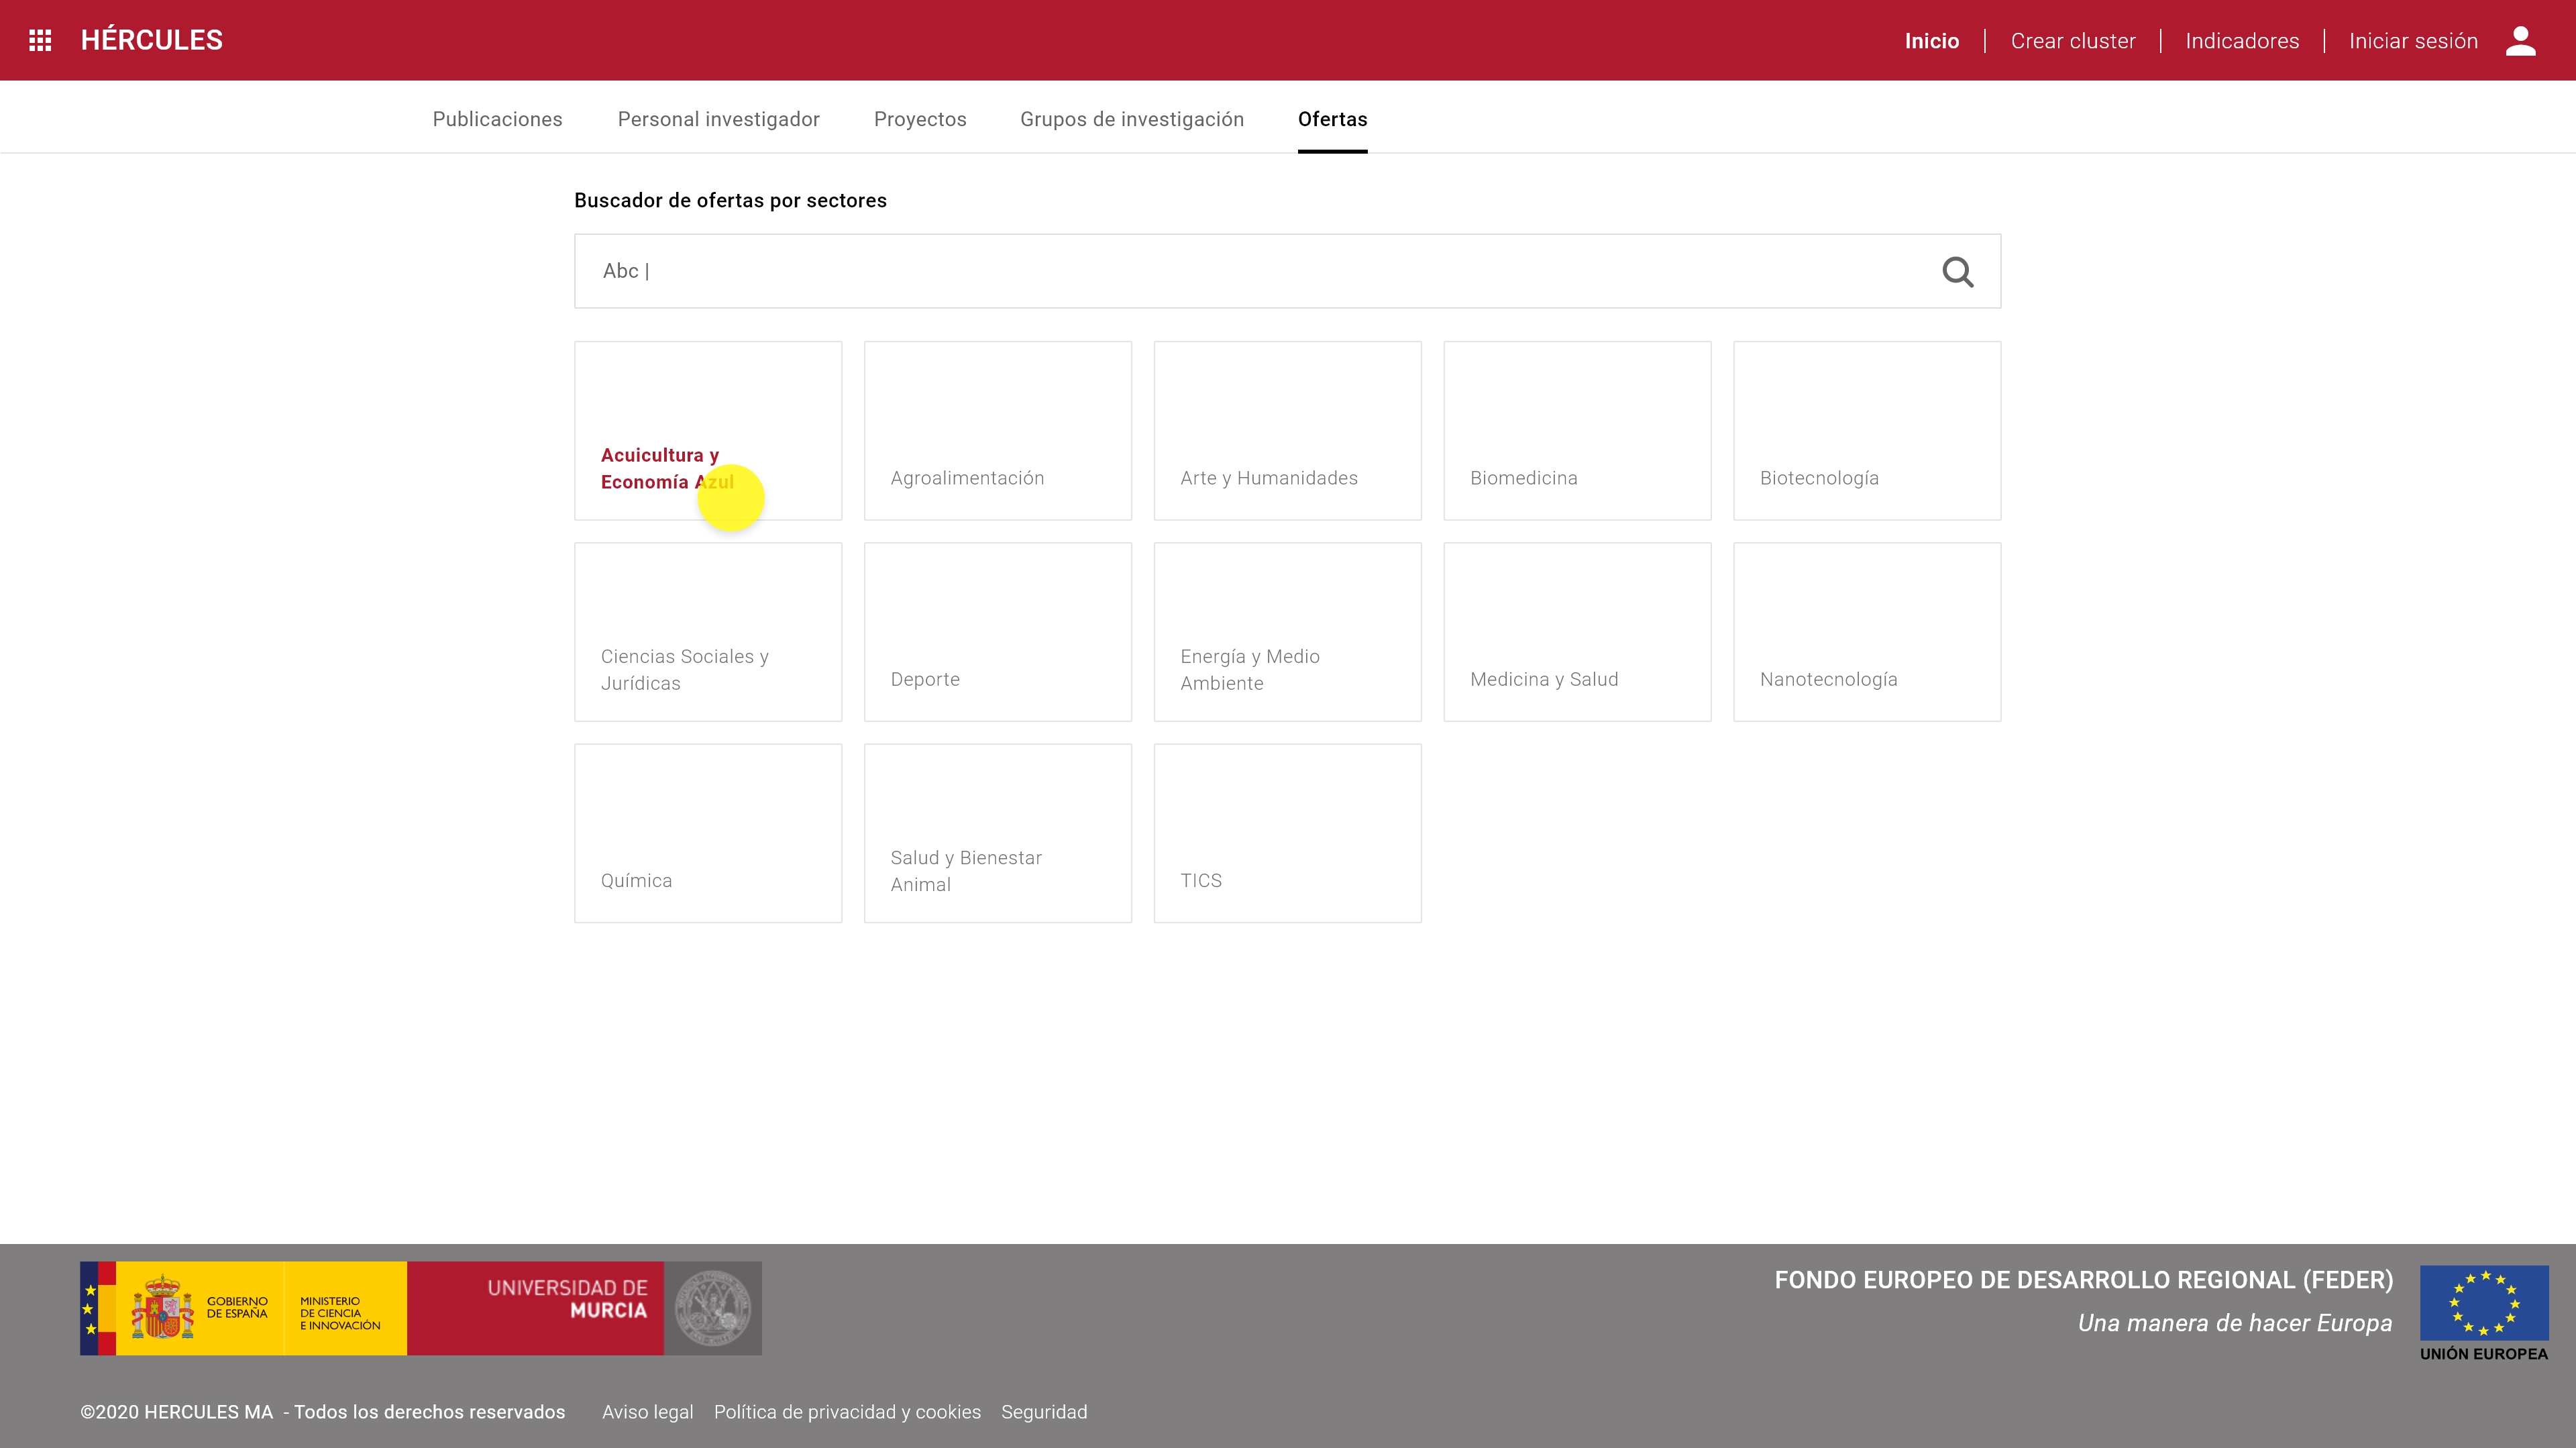 HÉRCULES
Inicio
Crear cluster
Indicadores
Iniciar sesión
Publicaciones
Personal investigador
Proyectos
Grupos de investigación
Ofertas
Buscador de ofertas por sectores
Abc |
Acuicultura y
Economía Azul
Agroalimentación
Arte y Humanidades
Biomedicina
Biotecnología
Ciencias Sociales y
Jurídicas
Deporte
Energía y Medio
Ambiente
Medicina y Salud
Nanotecnología
Química
Salud y Bienestar
Animal
TICS
GOBIERNO
DE ESPAÑA
MINISTERIO
DE CIENCIA
E INNOVACIÓN
UNIVERSIDAD DE
MURCIA
FONDO EUROPEO DE DESARROLLO REGIONAL (FEDER)
Una manera de hacer Europa
UNIÓN EUROPEA
©2020 HERCULES MA - Todos los derechos reservados
Aviso legal
Política de privacidad y cookies
Seguridad